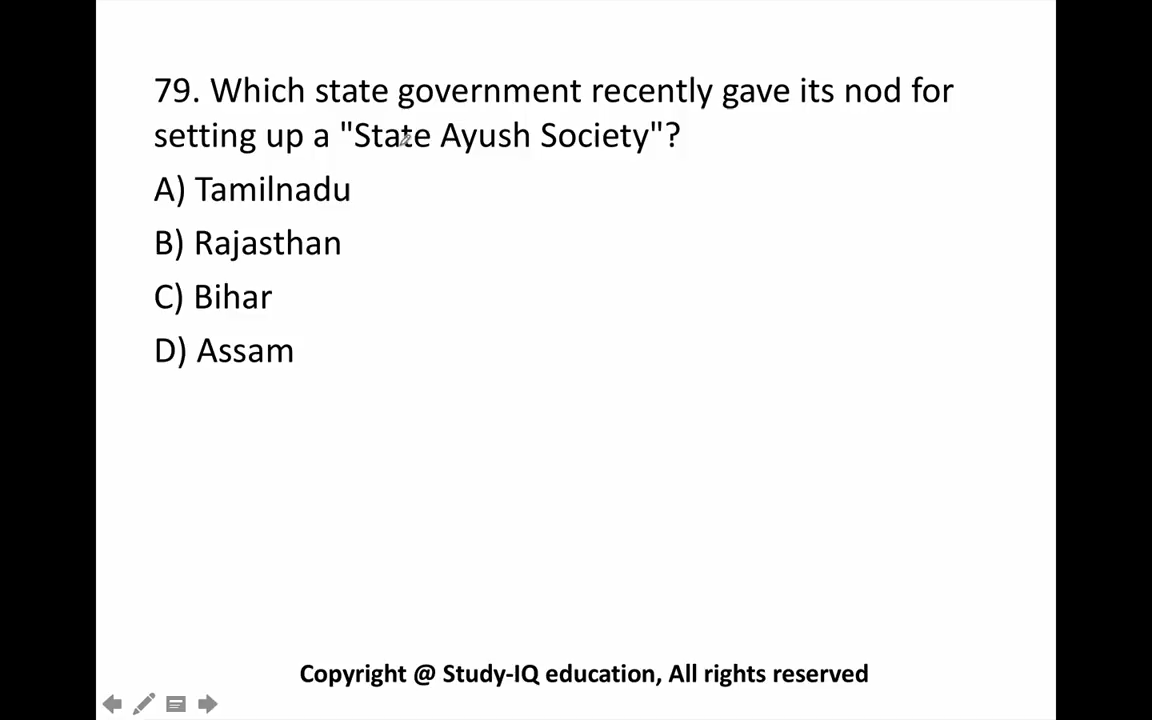 79. Which state government recently gave its nod for
setting up a "State Ayush Society"?
A) Tamilnadu
B) Rajasthan
C) Bihar
D) Assam
Copyright @ Study-IQ education, All rights reserved